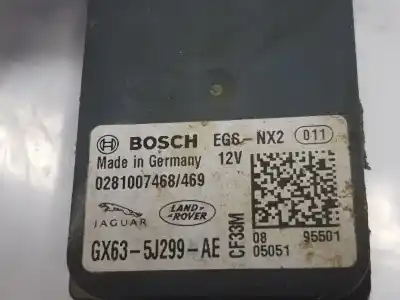 BOSCH EGS-NX2 011
Made in Germany 12V
0281007468/469
JAGUAR LAND-ROVER
GX63-5J299-AE
CF33M
08 95501
05051